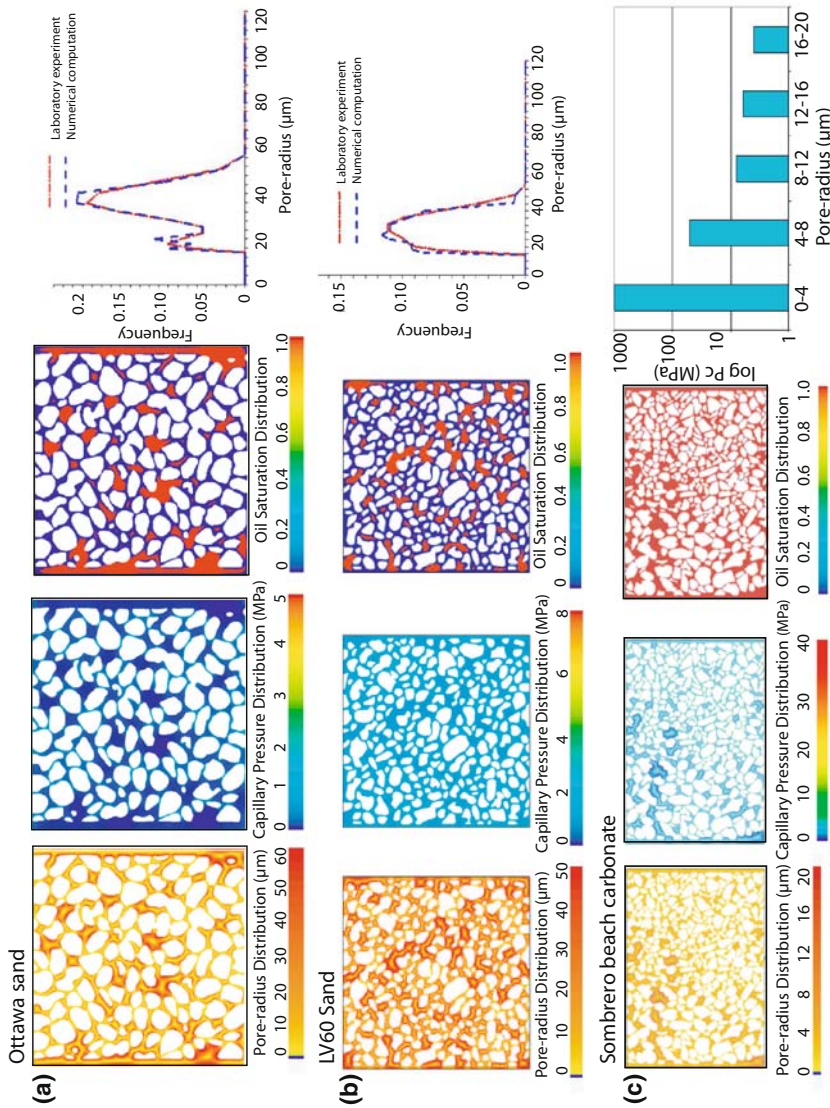 (a)
Ottawa sand
0 10 20 30 40 50 60
Pore-radius Distribution (μm)
0 1 2 3 4 5
Capillary Pressure Distribution (MPa)
0 0.2 0.4 0.6 0.8 1.0
Oil Saturation Distribution
Frequency
0.2
0.15
0.10
0.05
0
0 20 40 60 80 100 120
Pore-radius (μm)
Laboratory experiment
Numerical computation
(b)
LV60 Sand
0 10 20 30 40 50
Pore-radius Distribution (μm)
0 2 4 6 8
Capillary Pressure Distribution (MPa)
0 0.2 0.4 0.6 0.8 1.0
Oil Saturation Distribution
Frequency
0.15
0.10
0.05
0
0 20 40 60 80 100 120
Pore-radius (μm)
Laboratory experiment
Numerical computation
(c)
Sombrero beach carbonate
0 4 8 12 16 20
Pore-radius Distribution (μm)
0 10 20 30 40
Capillary Pressure Distribution (MPa)
0 0.2 0.4 0.6 0.8 1.0
Oil Saturation Distribution
log Pc (MPa)
1000
100
10
1
0-4 4-8 8-12 12-16 16-20
Pore-radius (μm)